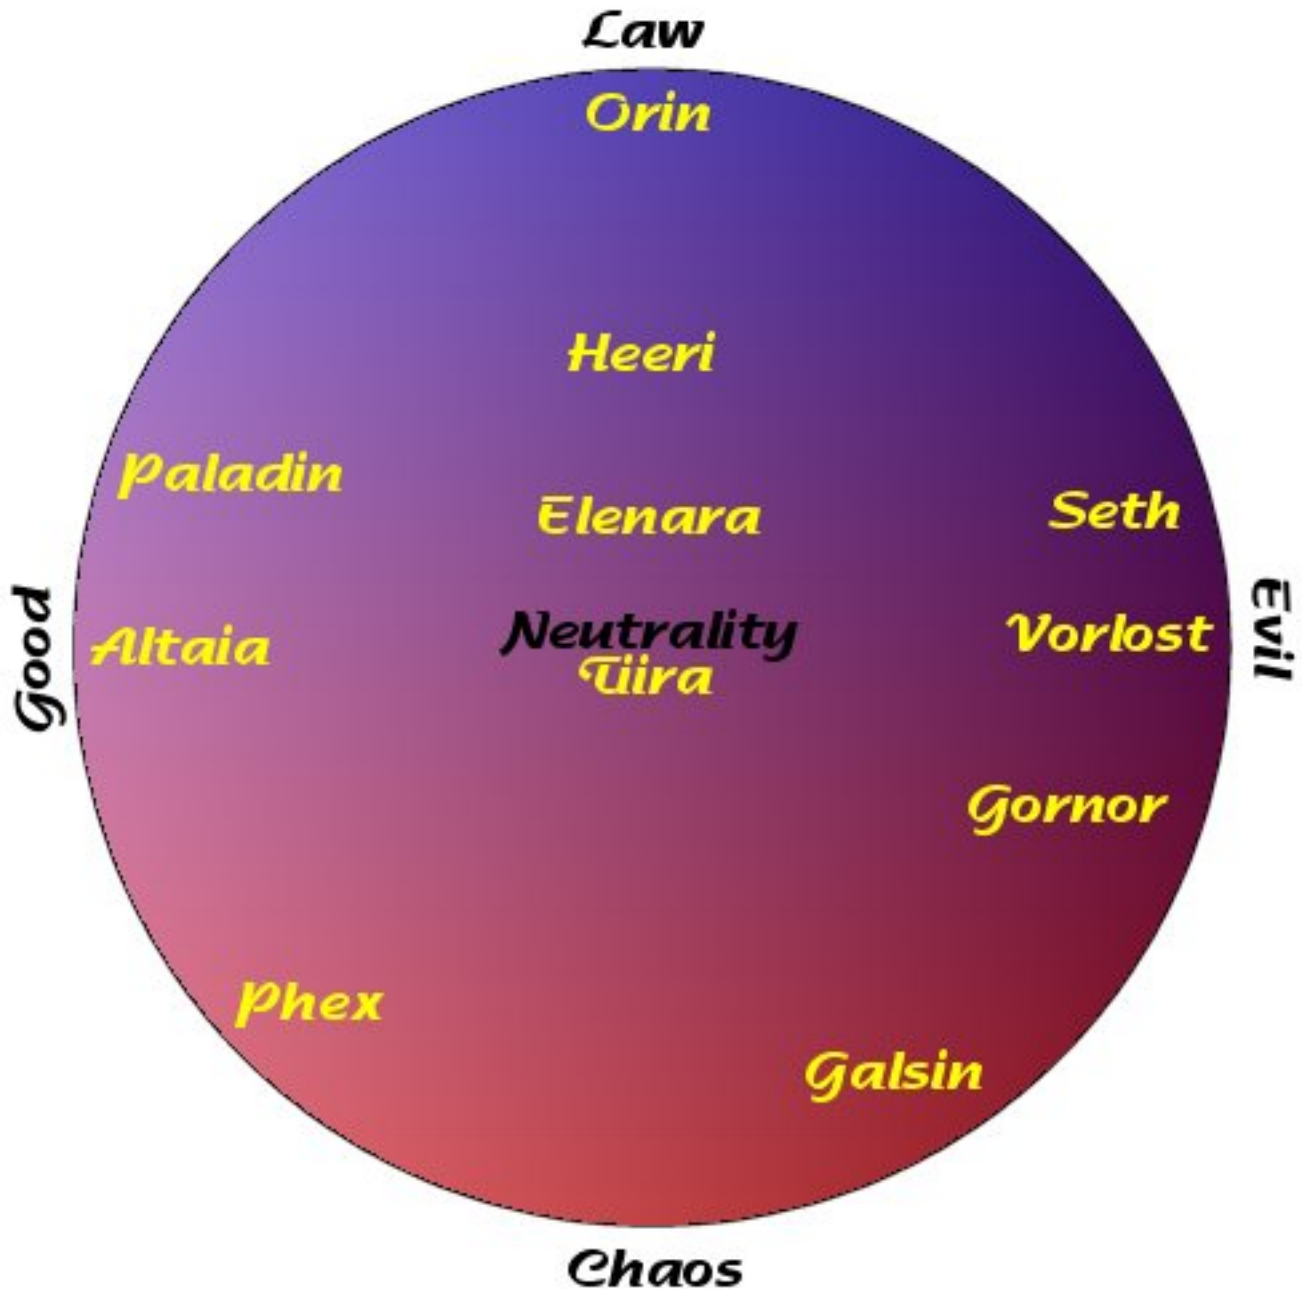 Law
Orin
Heeri
Paladin
Elenara
Seth
Good
Altaia
Neutrality
Tiira
Vorlost
Evil
Gornor
Phex
Galsin
Chaos